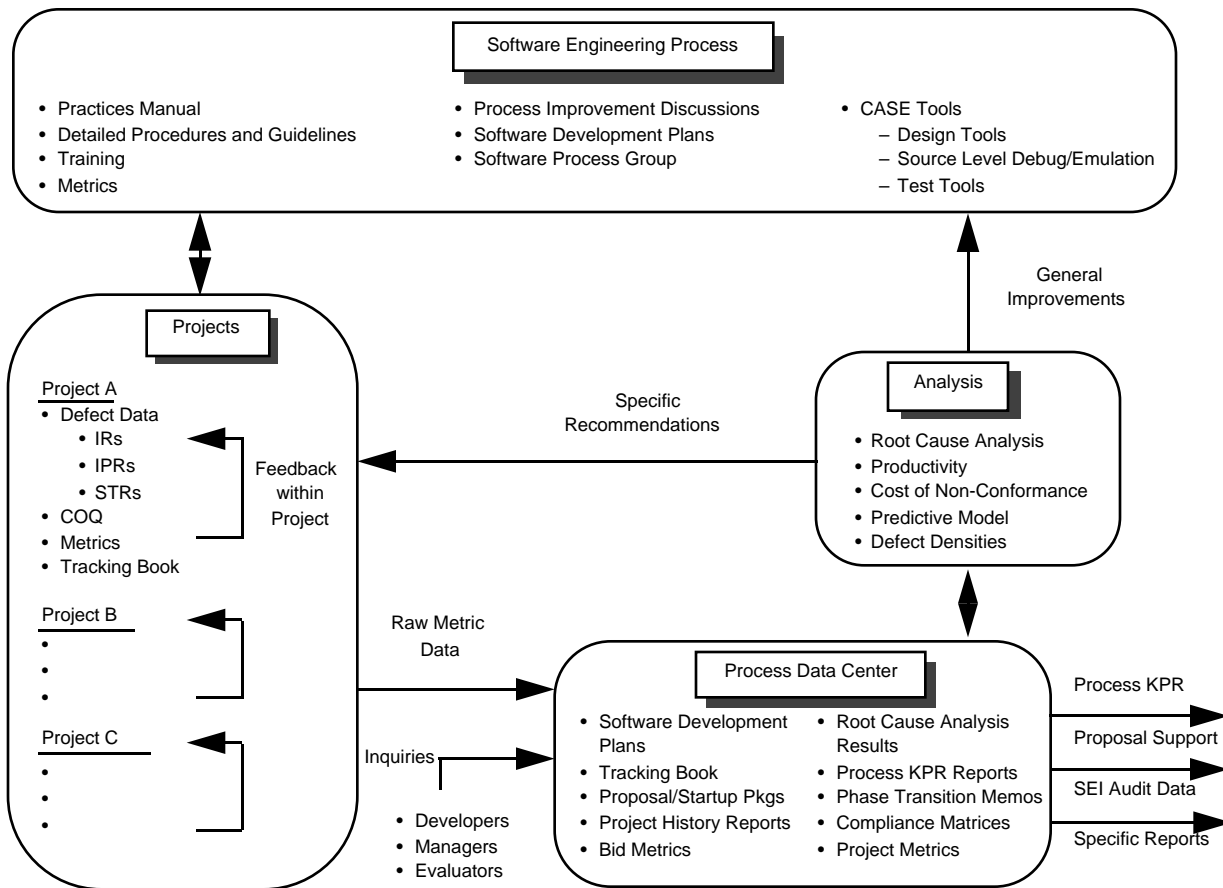 Software Engineering Process
• Practices Manual
• Detailed Procedures and Guidelines
• Training
• Metrics
• Process Improvement Discussions
• Software Development Plans
• Software Process Group
• CASE Tools
– Design Tools
– Source Level Debug/Emulation
– Test Tools
General
Improvements
Projects
Project A
• Defect Data
• IRs
• IPRs
• STRs
• COQ
• Metrics
• Tracking Book
Feedback
within
Project
Project B
•
•
•
Project C
•
•
•
Specific
Recommendations
Analysis
• Root Cause Analysis
• Productivity
• Cost of Non-Conformance
• Predictive Model
• Defect Densities
Raw Metric
Data
Inquiries
• Developers
• Managers
• Evaluators
Process Data Center
• Software Development
Plans
• Tracking Book
• Proposal/Startup Pkgs
• Project History Reports
• Bid Metrics
• Root Cause Analysis
Results
• Process KPR Reports
• Phase Transition Memos
• Compliance Matrices
• Project Metrics
Process KPR
Proposal Support
SEI Audit Data
Specific Reports